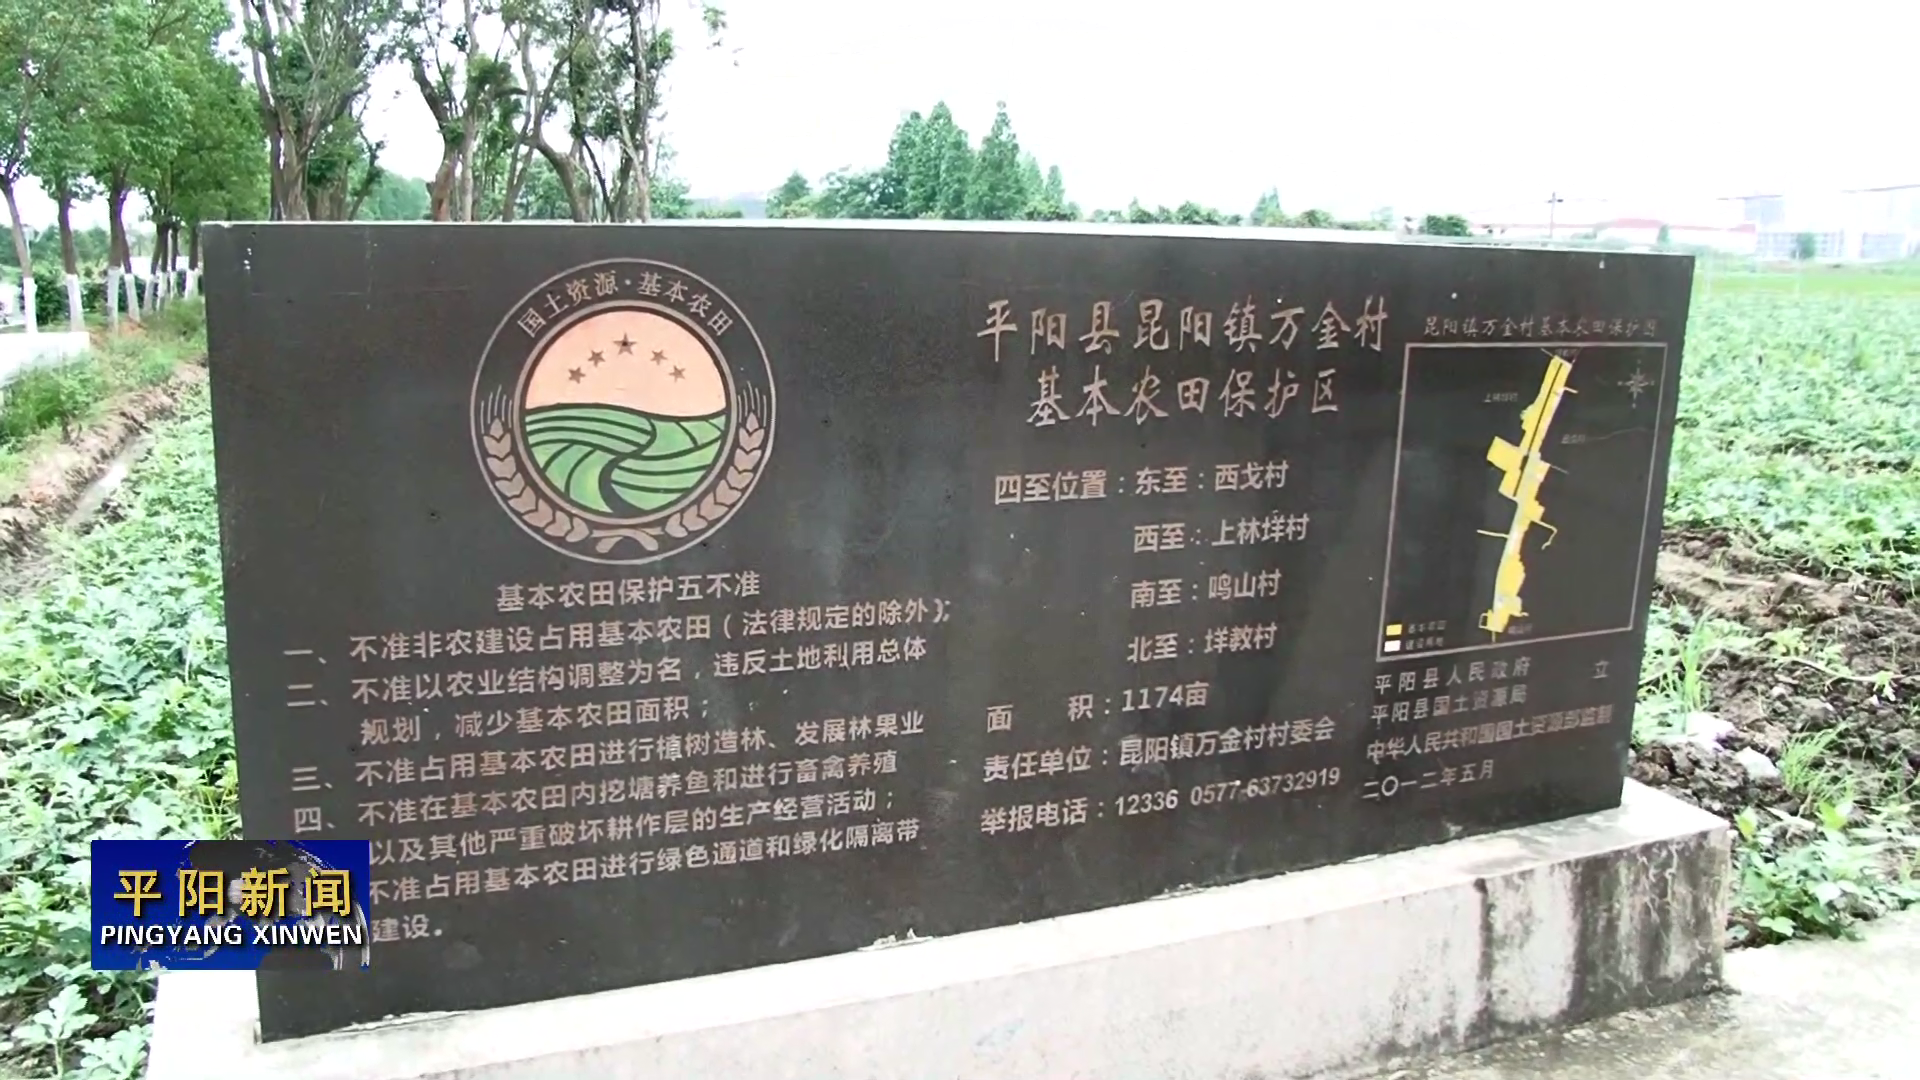 国土资源·基本农田
基本农田保护五不准
一、不准非农建设占用基本农田（法律规定的除外）；
二、不准以农业结构调整为名，违反土地利用总体
规划，减少基本农田面积；
三、不准占用基本农田进行植树造林、发展林果业
四、不准在基本农田内挖塘养鱼和进行畜禽养殖
以及其他严重破坏耕作层的生产经营活动；
不准占用基本农田进行绿色通道和绿化隔离带
建设。
平阳县昆阳镇万金村
基本农田保护区
四至位置：东至：西戈村
西至：上林垟村
南至：鸣山村
北至：垟教村
面 积：1174亩
责任单位：昆阳镇万金村村委会
举报电话：12336 0577-63732919
昆阳镇万金村基本农田保护图
上林垟村
基本农田
平阳县人民政府 立
平阳县国土资源局
中华人民共和国国土资源部监制
二〇一二年五月
平阳新闻
PINGYANG XINWEN